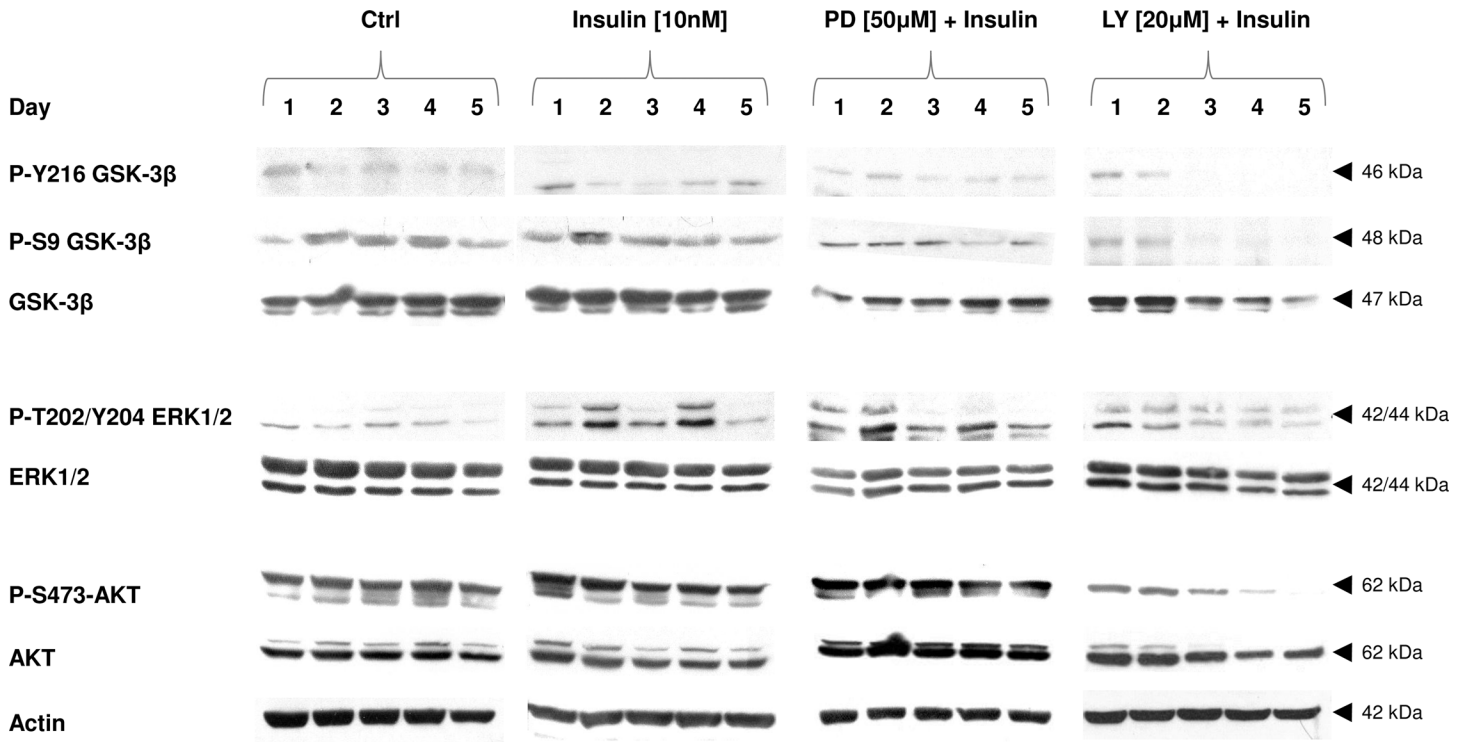 Ctrl Insulin [10nM] PD [50µM] + Insulin LY [20µM] + Insulin
Day 1 2 3 4 5 1 2 3 4 5 1 2 3 4 5 1 2 3 4 5
P-Y216 GSK-3β 46 kDa
P-S9 GSK-3β 48 kDa
GSK-3β 47 kDa
P-T202/Y204 ERK1/2 42/44 kDa
ERK1/2 42/44 kDa
P-S473-AKT 62 kDa
AKT 62 kDa
Actin 42 kDa